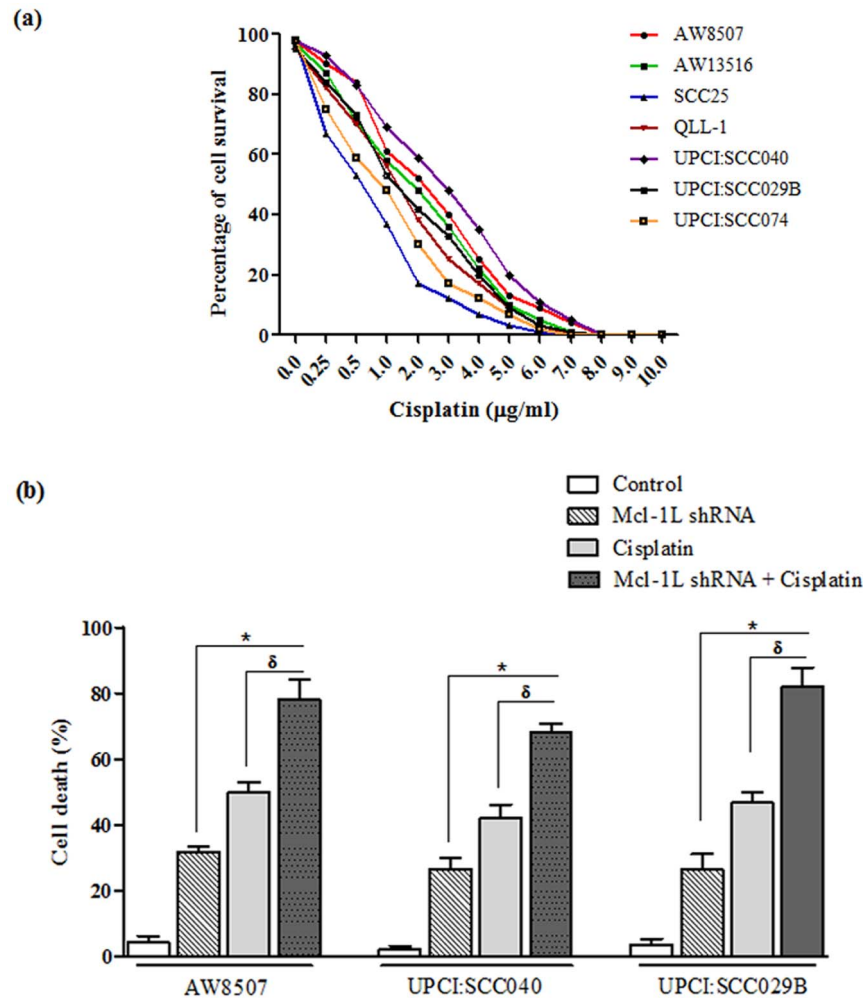 (a)
Percentage of cell survival
100
80
60
40
20
0
0.0
0.25
0.5
1.0
2.0
3.0
4.0
5.0
6.0
7.0
8.0
9.0
10.0
Cisplatin (µg/ml)
AW8507
AW13516
SCC25
QLL-1
UPCI:SCC040
UPCI:SCC029B
UPCI:SCC074
(b)
Control
Mcl-1L shRNA
Cisplatin
Mcl-1L shRNA + Cisplatin
Cell death (%)
100
80
60
40
20
0
*
δ
*
δ
*
δ
AW8507
UPCI:SCC040
UPCI:SCC029B